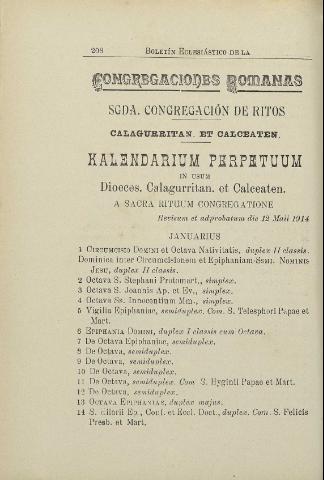 208 BOLETÍN ECLESIÁSTICO DE LA
CONGREGACIONES ROMANAS
SGDA. CONGREGACIÓN DE RITOS
CALAGURRITAN. ET CALCEATEN.
KALENDARIUM PERPETUUM
IN USUM
Dioeces. Calagurritan. et Calceaten.
A SACRA RITUUM CONGREGATIONE
Revisum et adprobatum die 12 Maii 1914
JANUARIUS
1 CIRCUMCISIO DOMINI et Octava Nativitatis, duplex II classis.
Dominica inter Circumcisionem et Epiphaniam-SSMI. NOMINIS
JESU, duplex II classis.
2 Octava S. Stephani Protomart., simplex.
3 Octava S. Joannis Ap. et Ev., simplex.
4 Octava Ss. Innocentium Mm., simplex.
5 Vigilia Epiphaniae, semiduplex. Com. S. Telesphori Papae et
Mart.
6 EPIPHANIA DOMINI, duplex I classis cum Octava.
7 De Octava Epiphaniae, semiduplex.
8 De Octava, semiduplex.
9 De Octava, semiduplex.
10 De Octava, semiduplex.
11 De Octava, semiduplex. Com. S. Hyginii Papae et Mart.
12 De Octava, semiduplex.
13 OCTAVA EPIPHANIAE, duplex majus.
14 S. Hilarii Ep., Conf. et Eccl. Doct., duplex. Com. S. Felicis
Presb. et Mart.